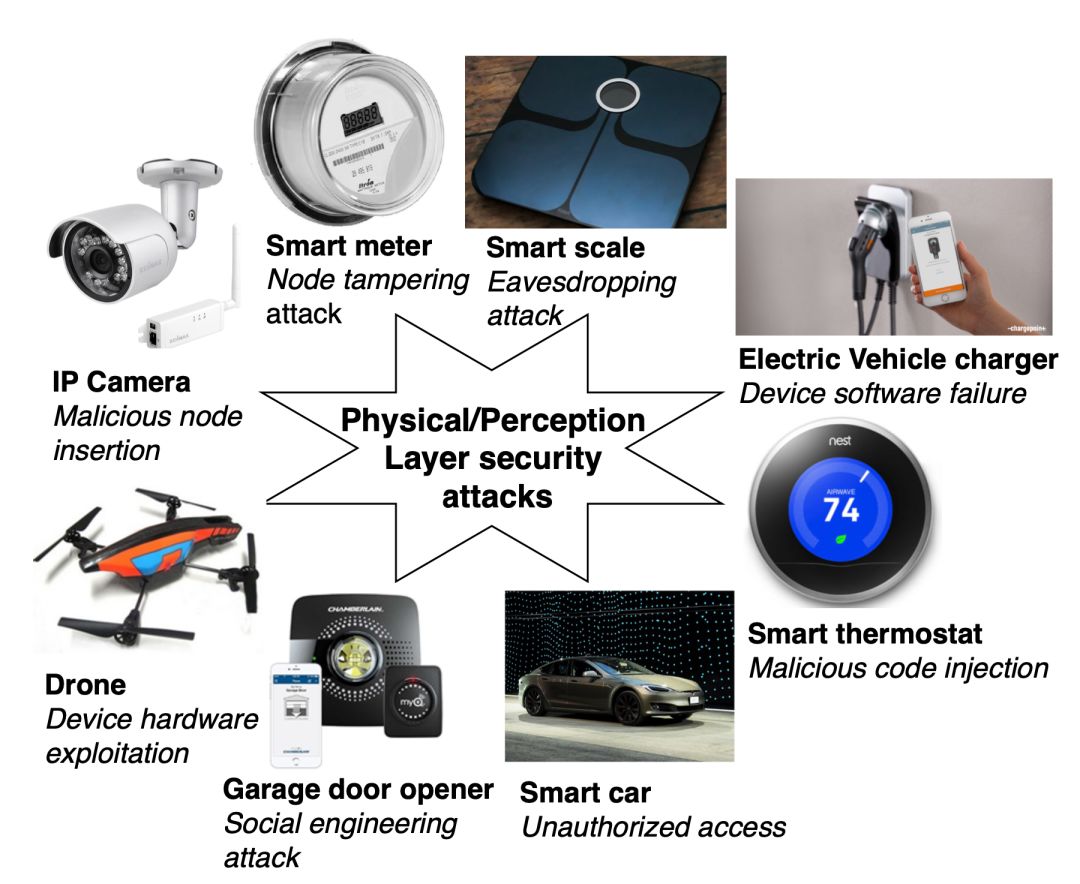 Smart meter
Node tampering
attack
Smart scale
Eavesdropping
attack
-chargepoin+
Electric Vehicle charger
Device software failure
IP Camera
Malicious node
insertion
Physical/Perception
Layer security
attacks
nest
AIRWAVE
74
Smart thermostat
Malicious code injection
Drone
Device hardware
exploitation
CHAMBERLAIN
myQ
Garage door opener
Social engineering
attack
Smart car
Unauthorized access